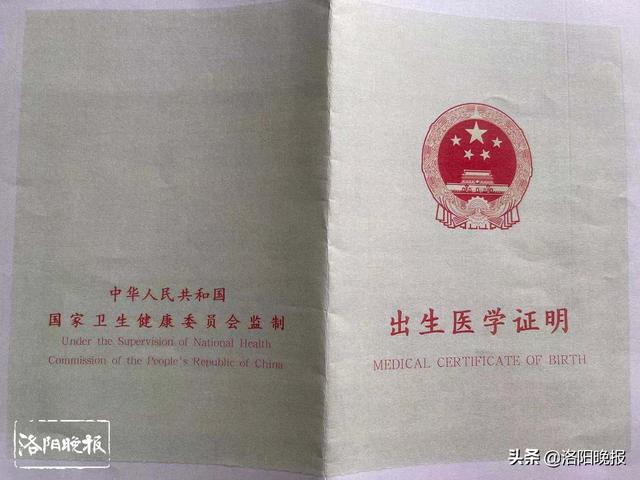 中华人民共和国
国家卫生健康委员会监制
Under the Supervision of National Health
Commission of the People's Republic of China
出生医学证明
MEDICAL CERTIFICATE OF BIRTH
洛阳晚报
头条 @洛阳晚报